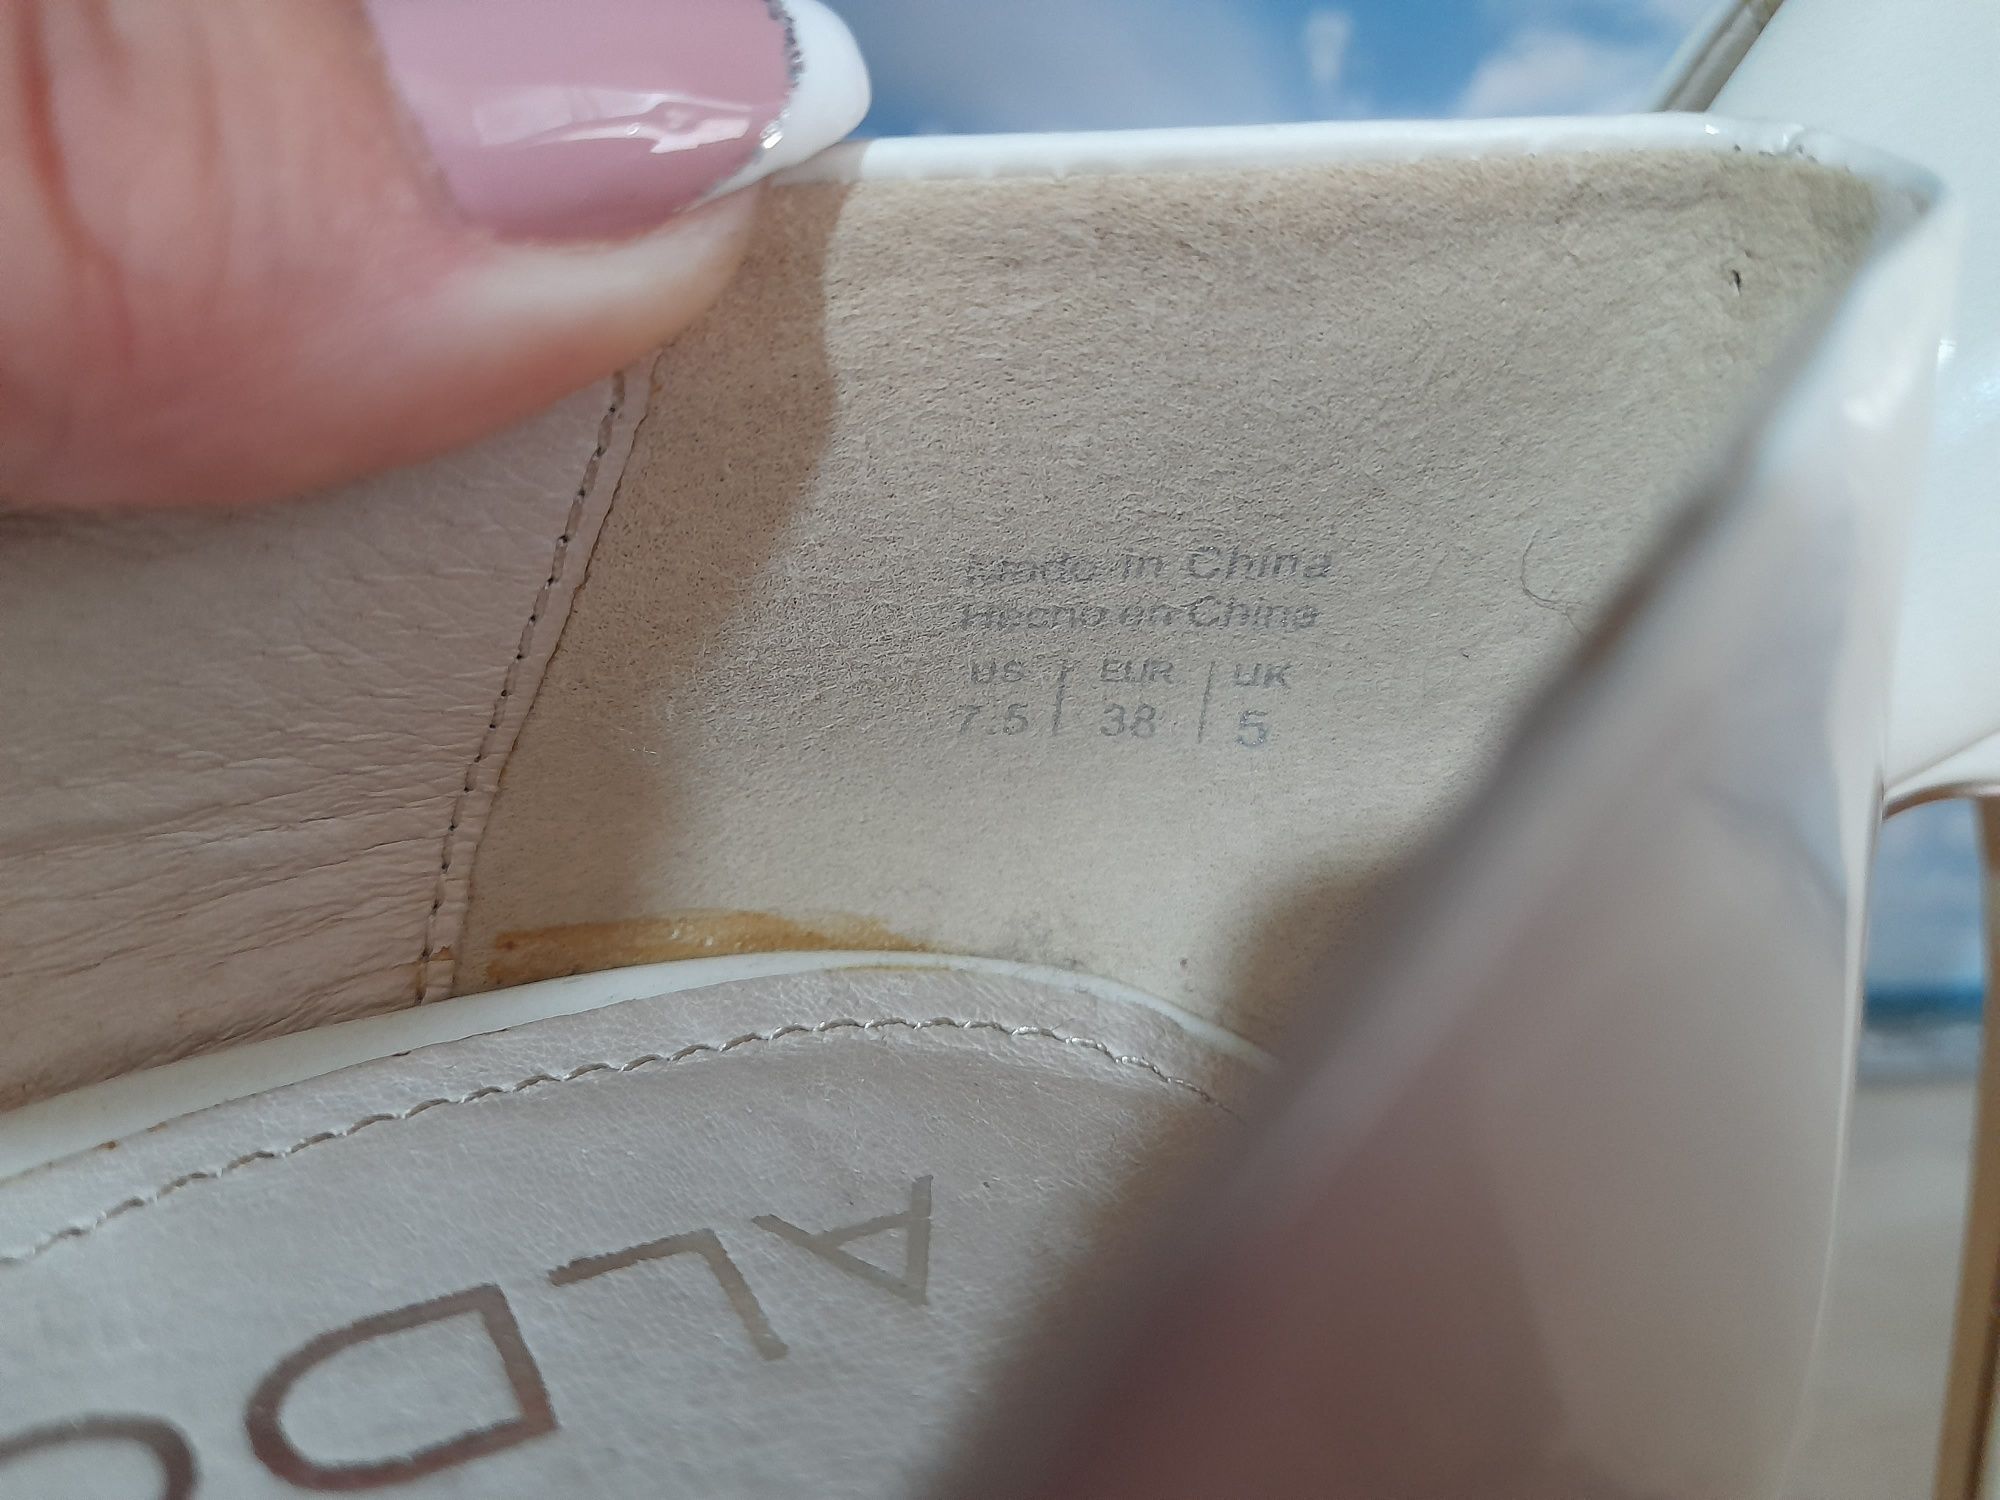 Made in China
Hecho en China
US | EUR | UK
7.5 | 38 | 5
ALDO